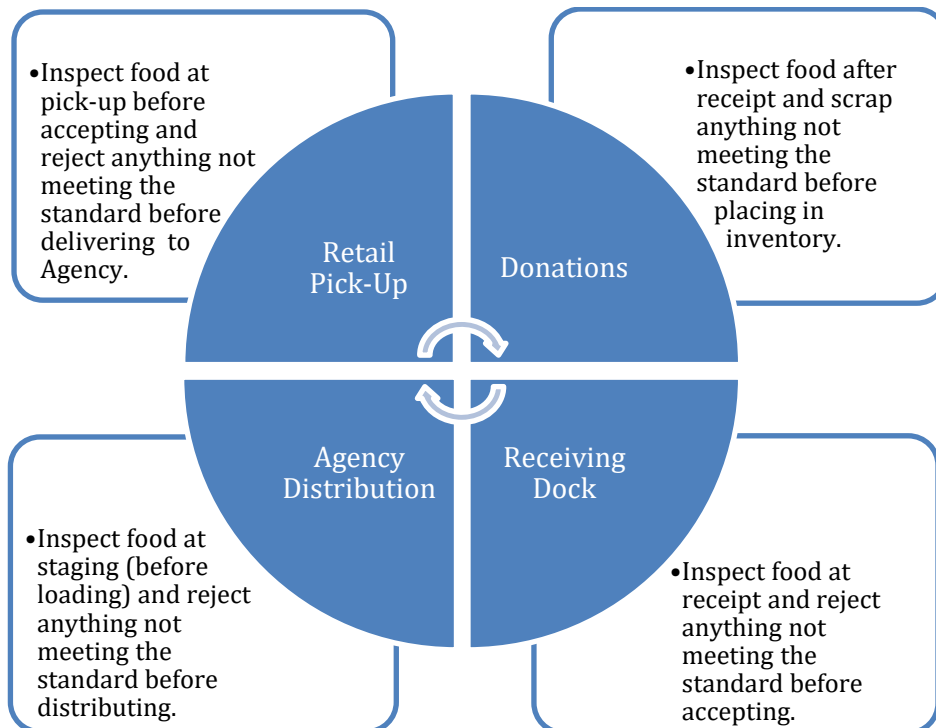 •Inspect food at
pick-up before
accepting and
reject anything not
meeting the
standard before
delivering to
Agency.
•Inspect food after
receipt and scrap
anything not
meeting the
standard before
placing in
inventory.
Retail
Pick-Up
Donations
Agency
Distribution
Receiving
Dock
•Inspect food at
staging (before
loading) and reject
anything not
meeting the
standard before
distributing.
•Inspect food at
receipt and reject
anything not
meeting the
standard before
accepting.